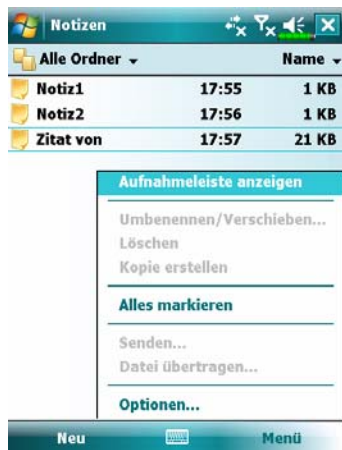 Notizen
Alle Ordner Name
Notiz1 17:55 1 KB
Notiz2 17:56 1 KB
Zitat von 17:57 21 KB
Aufnahmeleiste anzeigen
Umbenennen/Verschieben...
Löschen
Kopie erstellen
Alles markieren
Senden...
Datei übertragen...
Optionen...
Neu Menü